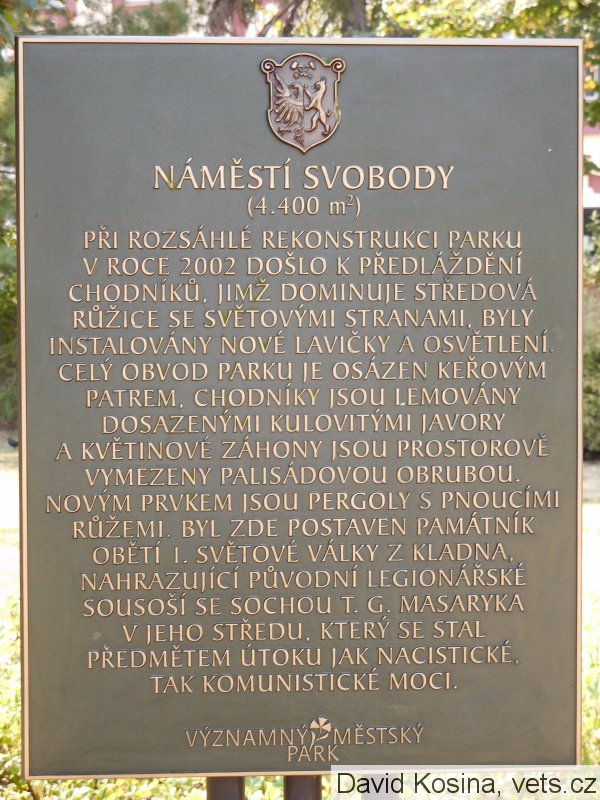 NÁMĚSTÍ SVOBODY
(4.400 m²)
PŘI ROZSÁHLÉ REKONSTRUKCI PARKU
V ROCE 2002 DOŠLO K PŘEDLÁŽDĚNÍ
CHODNÍKŮ, JIMŽ DOMINUJE STŘEDOVÁ
RŮŽICE SE SVĚTOVÝMI STRANAMI, BYLY
INSTALOVÁNY NOVÉ LAVIČKY A OSVĚTLENÍ.
CELÝ OBVOD PARKU JE OSÁZEN KEŘOVÝM
PATREM, CHODNÍKY JSOU LEMOVÁNY
DOSAZENÝMI KULOVITÝMI JAVORY
A KVĚTINOVÉ ZÁHONY JSOU PROSTOROVĚ
VYMEZENY PALISÁDOVOU OBRUBOU.
NOVÝM PRVKEM JSOU PERGOLY S PNOUCÍMI
RŮŽEMI. BYL ZDE POSTAVEN PAMÁTNÍK
OBĚTÍ I. SVĚTOVÉ VÁLKY Z KLADNA,
NAHRAZUJÍCÍ PŮVODNÍ LEGIONÁŘSKÉ
SOUSOŠÍ SE SOCHOU T. G. MASARYKA
V JEHO STŘEDU, KTERÝ SE STAL
PŘEDMĚTEM ÚTOKU JAK NACISTICKÉ,
TAK KOMUNISTICKÉ MOCI.
VÝZNAMNÝ MĚSTSKÝ
PARK
David Kosina, vets.cz